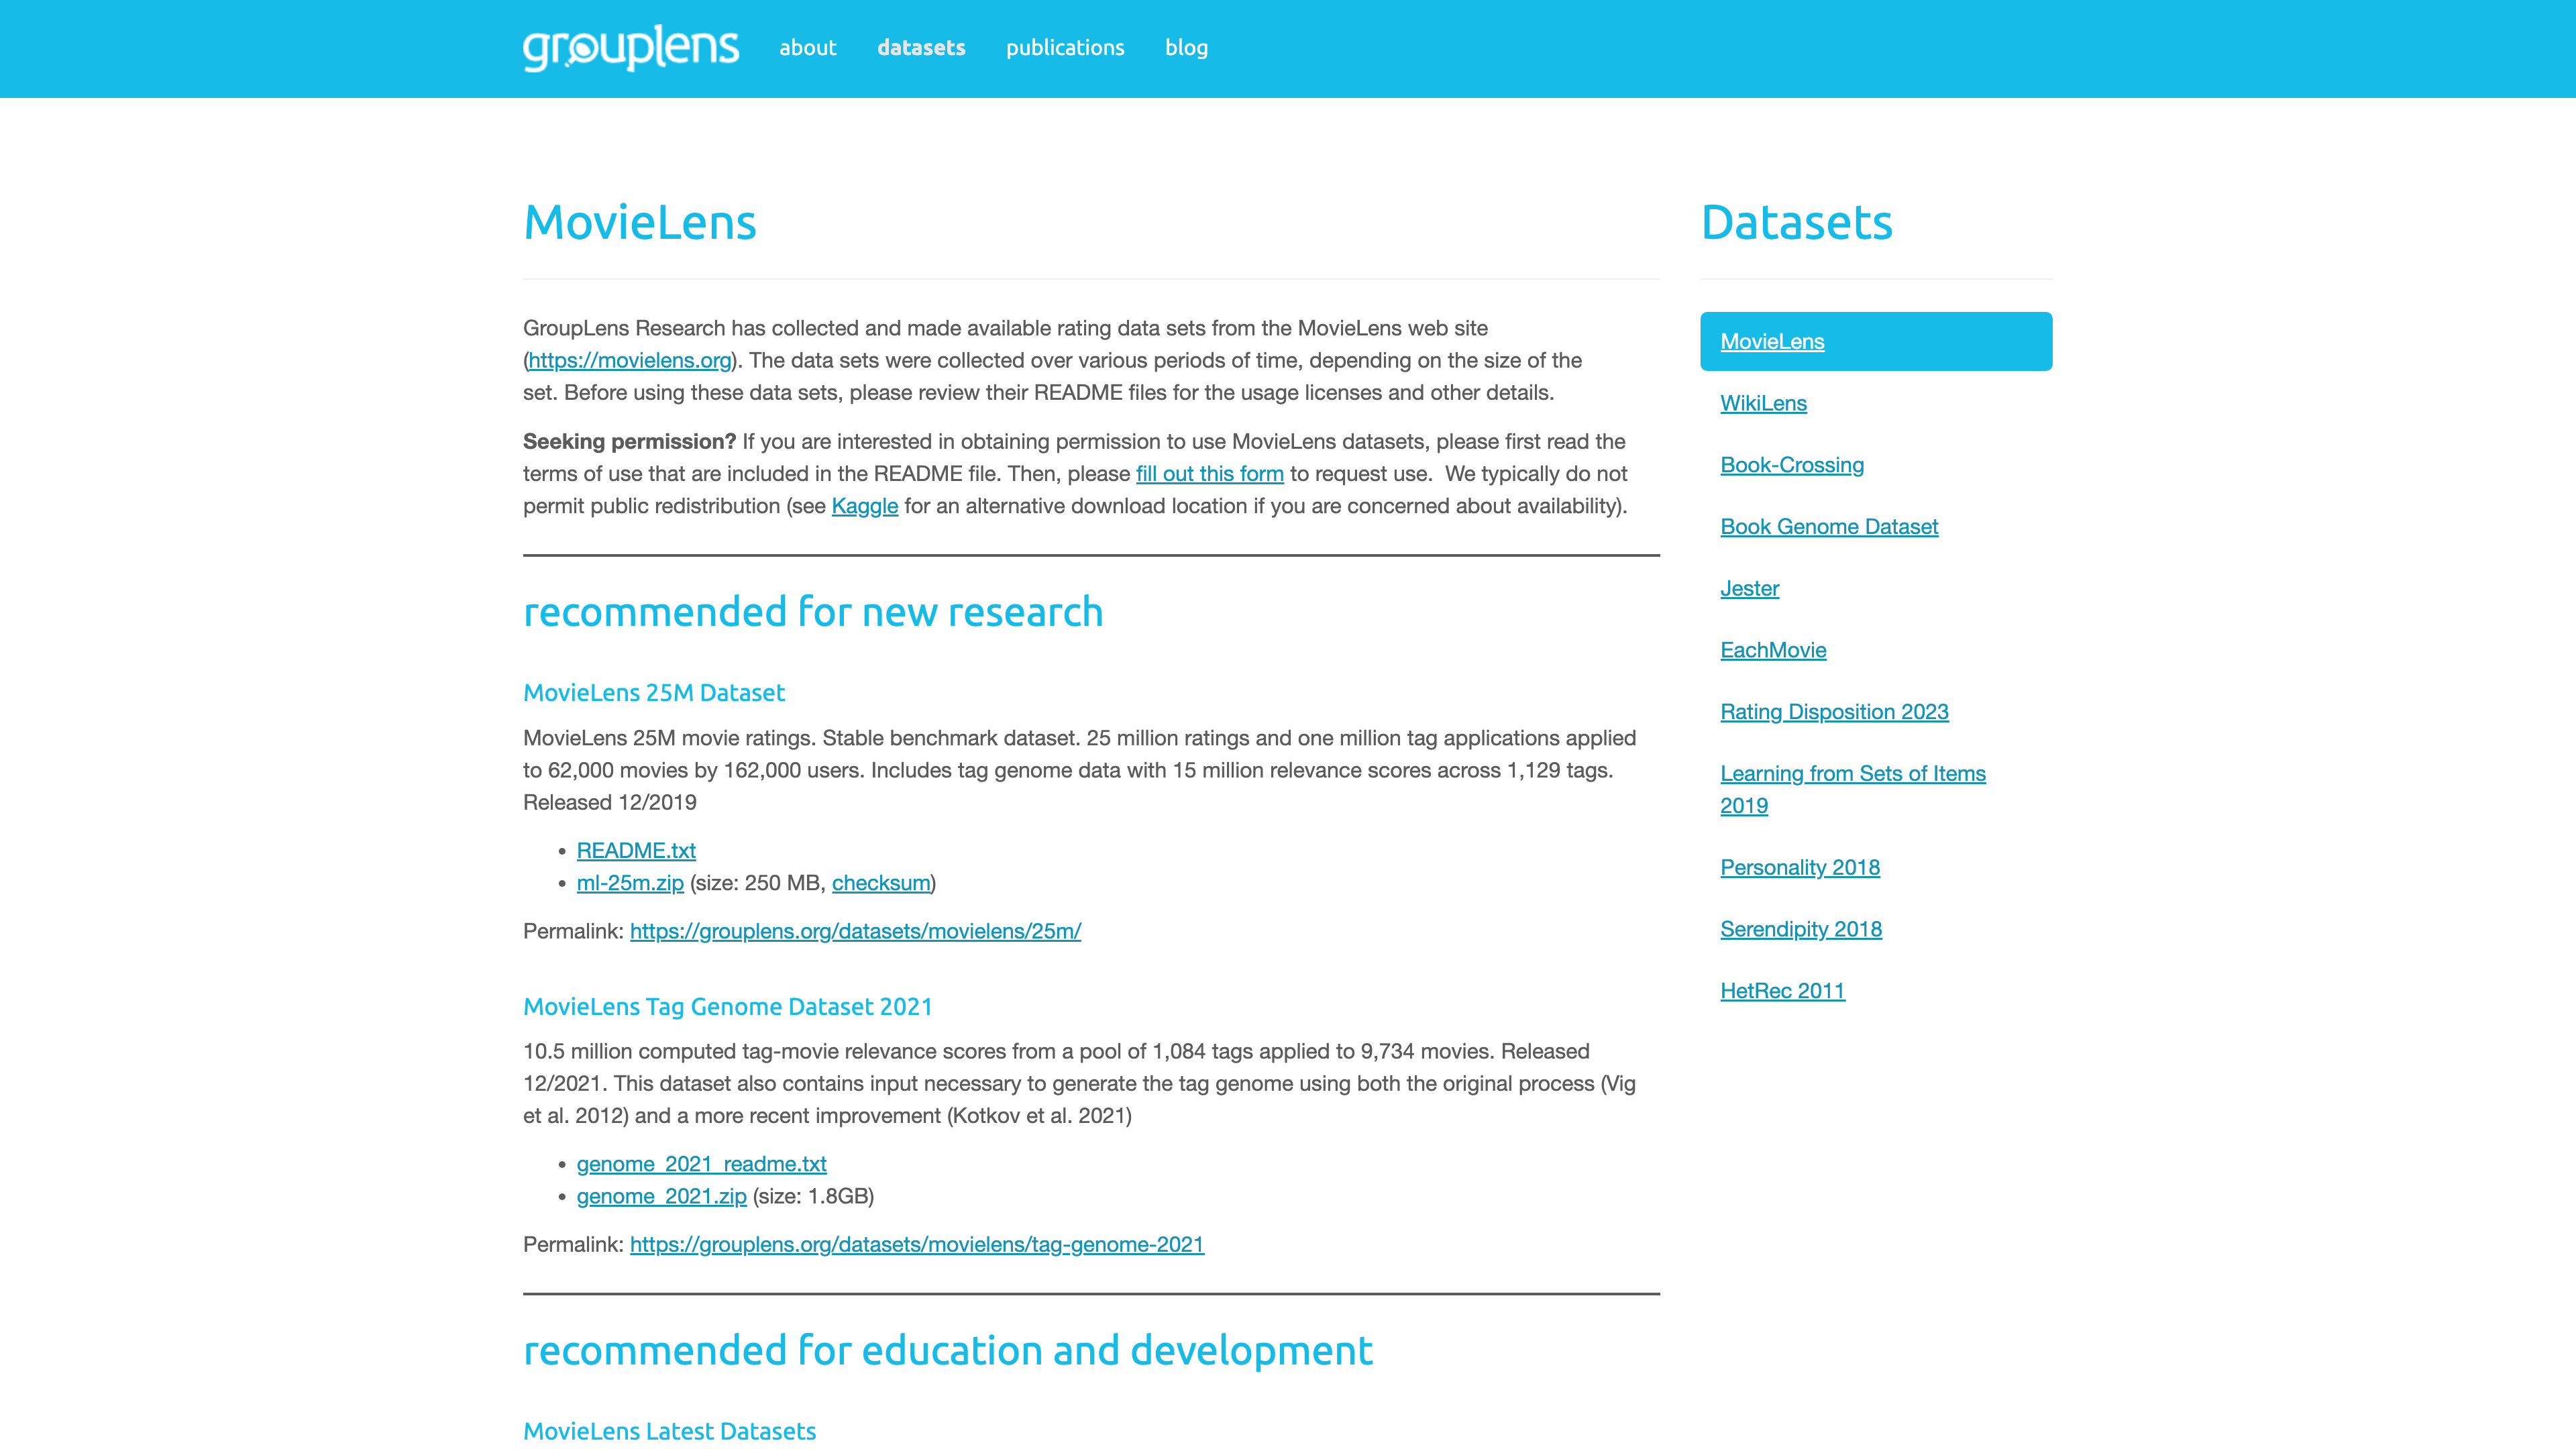 grouplens about datasets publications blog
MovieLens
GroupLens Research has collected and made available rating data sets from the MovieLens web site
(https://movielens.org). The data sets were collected over various periods of time, depending on the size of the
set. Before using these data sets, please review their README files for the usage licenses and other details.
Seeking permission? If you are interested in obtaining permission to use MovieLens datasets, please first read the
terms of use that are included in the README file. Then, please fill out this form to request use.  We typically do not
permit public redistribution (see Kaggle for an alternative download location if you are concerned about availability).
recommended for new research
MovieLens 25M Dataset
MovieLens 25M movie ratings. Stable benchmark dataset. 25 million ratings and one million tag applications applied
to 62,000 movies by 162,000 users. Includes tag genome data with 15 million relevance scores across 1,129 tags.
Released 12/2019
• README.txt
• ml-25m.zip (size: 250 MB, checksum)
Permalink: https://grouplens.org/datasets/movielens/25m/
MovieLens Tag Genome Dataset 2021
10.5 million computed tag-movie relevance scores from a pool of 1,084 tags applied to 9,734 movies. Released
12/2021. This dataset also contains input necessary to generate the tag genome using both the original process (Vig
et al. 2012) and a more recent improvement (Kotkov et al. 2021)
• genome_2021_readme.txt
• genome_2021.zip (size: 1.8GB)
Permalink: https://grouplens.org/datasets/movielens/tag-genome-2021
recommended for education and development
MovieLens Latest Datasets
Datasets
MovieLens
WikiLens
Book-Crossing
Book Genome Dataset
Jester
EachMovie
Rating Disposition 2023
Learning from Sets of Items
2019
Personality 2018
Serendipity 2018
HetRec 2011